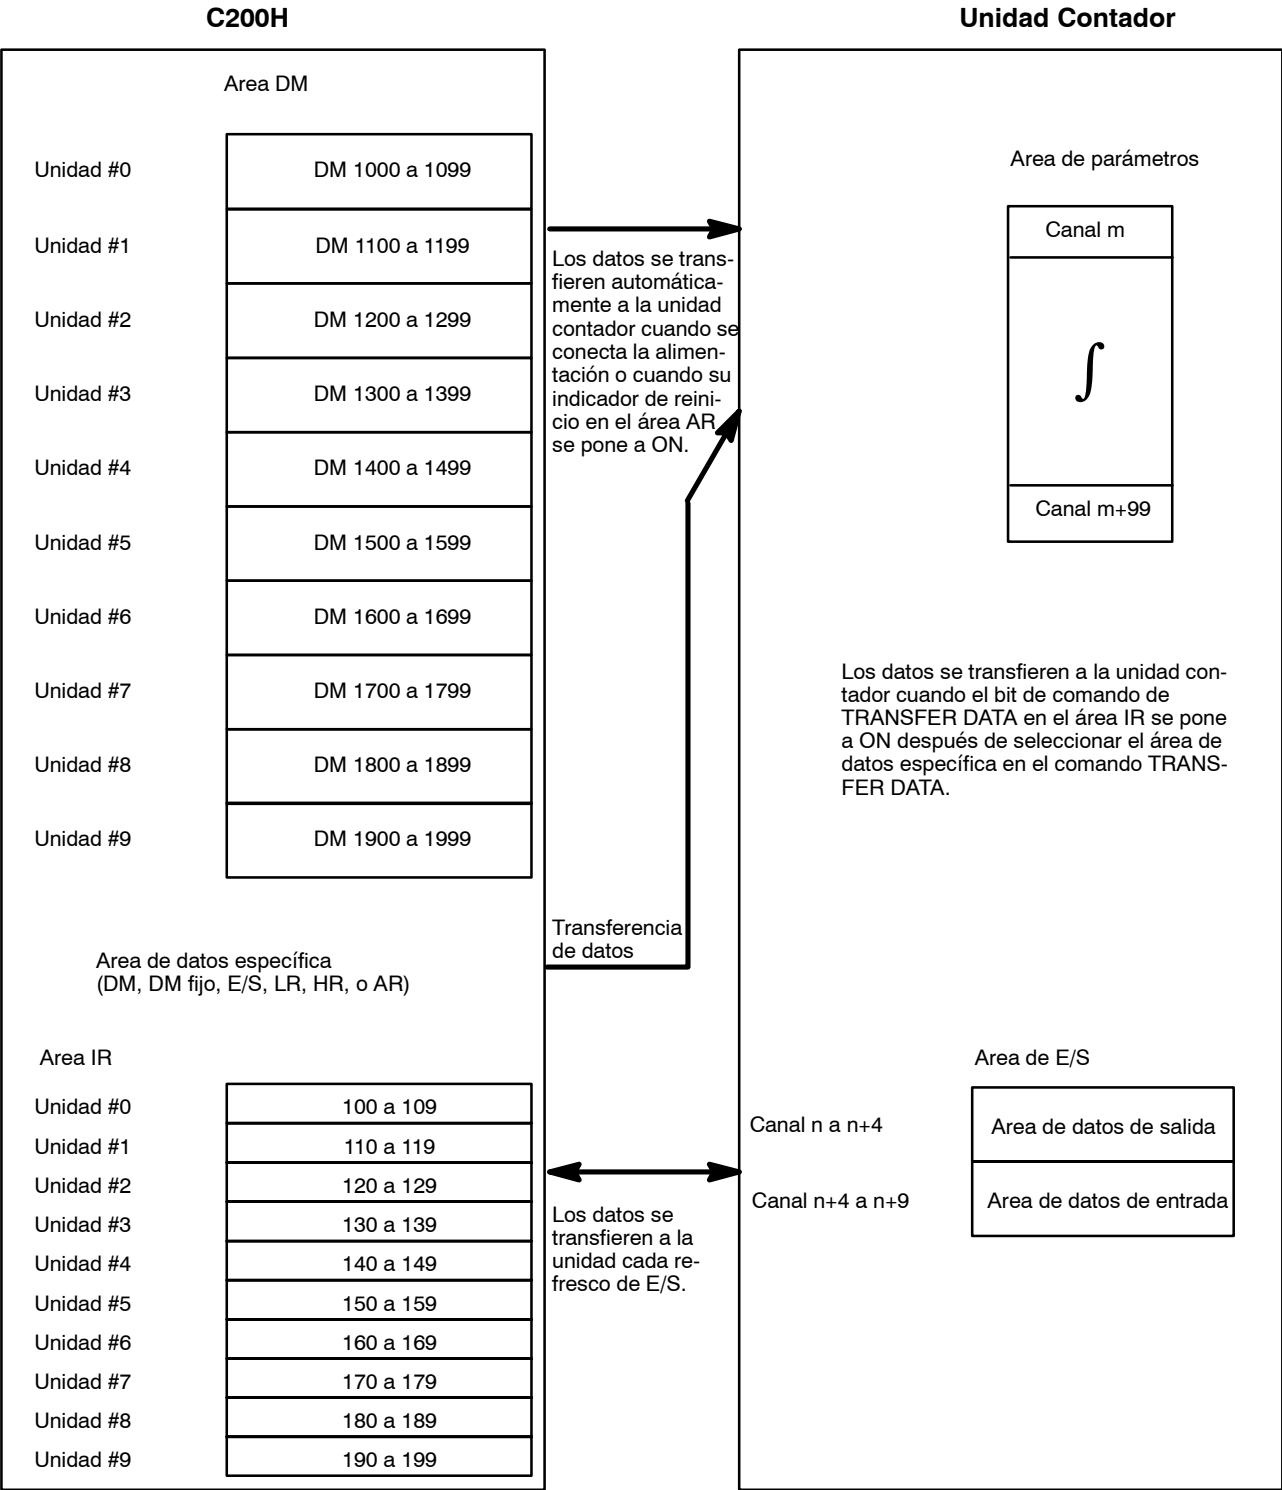 C200H
Unidad Contador
Area DM
Unidad #0 DM 1000 a 1099
Unidad #1 DM 1100 a 1199
Unidad #2 DM 1200 a 1299
Unidad #3 DM 1300 a 1399
Unidad #4 DM 1400 a 1499
Unidad #5 DM 1500 a 1599
Unidad #6 DM 1600 a 1699
Unidad #7 DM 1700 a 1799
Unidad #8 DM 1800 a 1899
Unidad #9 DM 1900 a 1999
Los datos se trans-
fieren automática-
mente a la unidad
contador cuando se
conecta la alimen-
tación o cuando su
indicador de reini-
cio en el área AR
se pone a ON.
Area de parámetros
Canal m
∫
Canal m+99
Los datos se transfieren a la unidad con-
tador cuando el bit de comando de
TRANSFER DATA en el área IR se pone
a ON después de seleccionar el área de
datos específica en el comando TRANS-
FER DATA.
Transferencia
de datos
Area de datos específica
(DM, DM fijo, E/S, LR, HR, o AR)
Area IR
Unidad #0 100 a 109
Unidad #1 110 a 119
Unidad #2 120 a 129
Unidad #3 130 a 139
Unidad #4 140 a 149
Unidad #5 150 a 159
Unidad #6 160 a 169
Unidad #7 170 a 179
Unidad #8 180 a 189
Unidad #9 190 a 199
Los datos se
transfieren a la
unidad cada re-
fresco de E/S.
Area de E/S
Canal n a n+4 Area de datos de salida
Canal n+4 a n+9 Area de datos de entrada